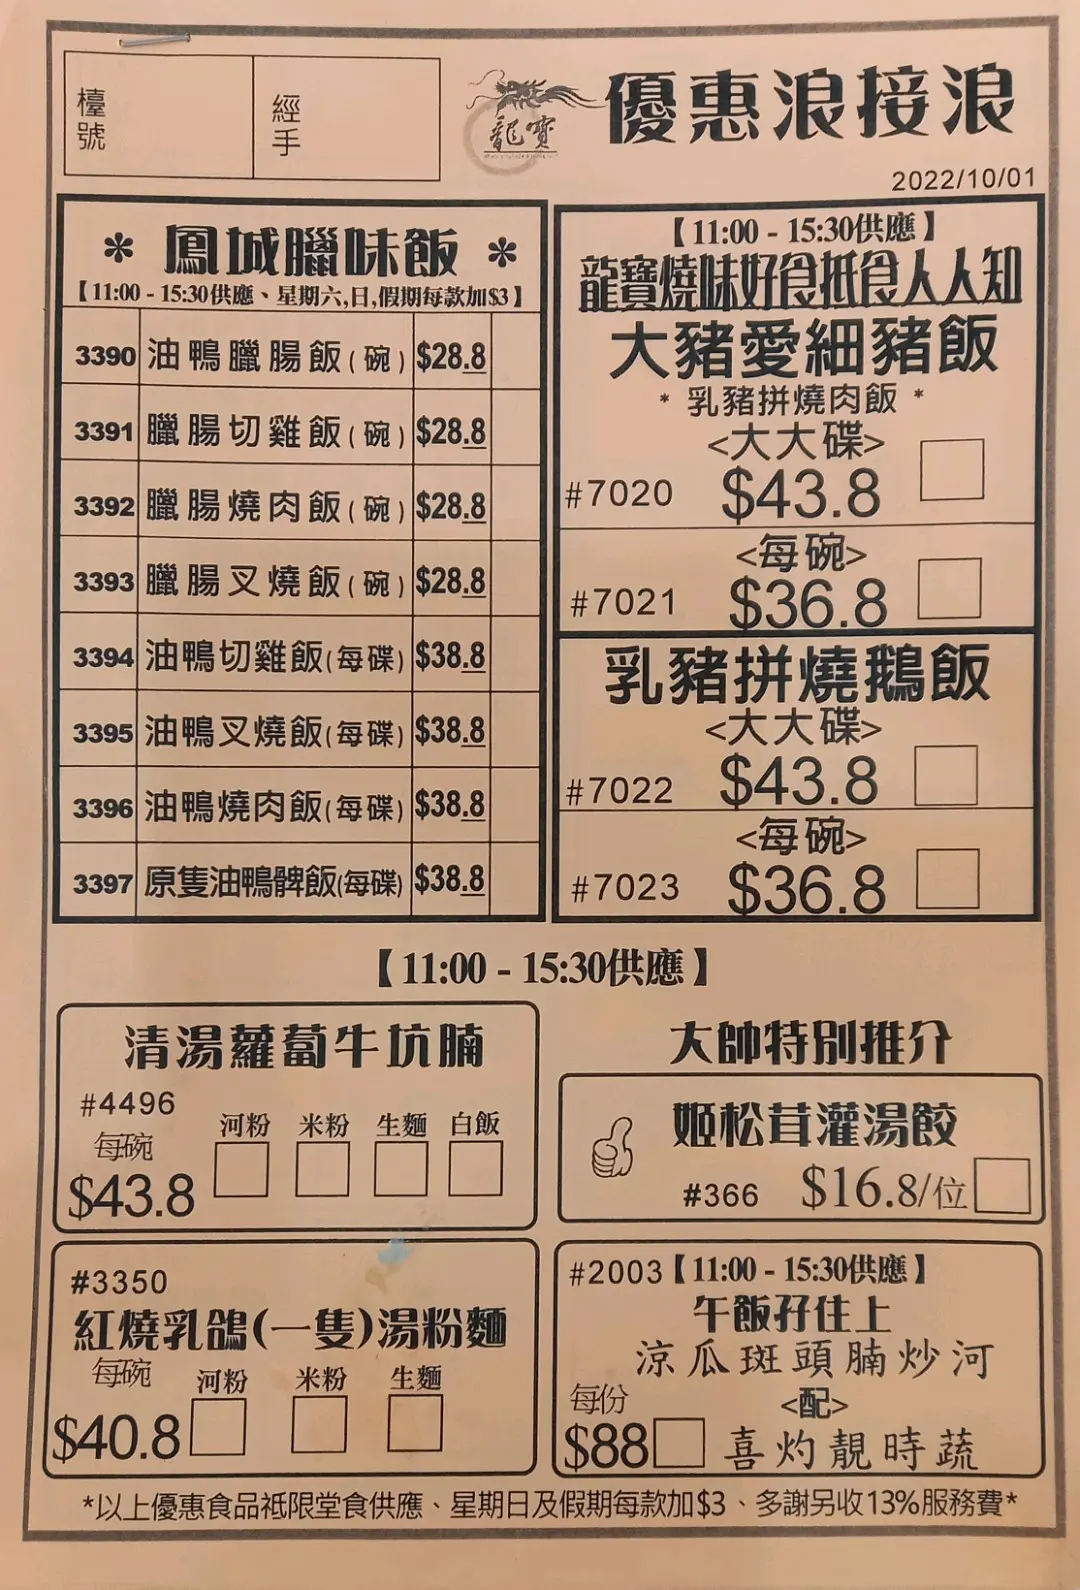 檯號
經手
龍寶
優惠浪接浪
2022/10/01
* 鳳城臘味飯 *
【11:00 - 15:30供應、星期六,日,假期每款加$3】
3390 油鴨臘腸飯(碗) $28.8
3391 臘腸切雞飯(碗) $28.8
3392 臘腸燒肉飯(碗) $28.8
3393 臘腸叉燒飯(碗) $28.8
3394 油鴨切雞飯(每碟) $38.8
3395 油鴨叉燒飯(每碟) $38.8
3396 油鴨燒肉飯(每碟) $38.8
3397 原隻油鴨髀飯(每碟) $38.8
【11:00 - 15:30供應】
龍寶燒味好食抵食人人知
大豬愛細豬飯
* 乳豬拼燒肉飯 *
<大大碟>
#7020 $43.8
<每碗>
#7021 $36.8
乳豬拼燒鵝飯
<大大碟>
#7022 $43.8
<每碗>
#7023 $36.8
【11:00 - 15:30供應】
清湯蘿蔔牛坑腩
#4496
河粉 米粉 生麵 白飯
每碗
$43.8
大帥特別推介
姬松茸灌湯餃
#366 $16.8/位
#3350
紅燒乳鴿(一隻)湯粉麵
每碗 河粉 米粉 生麵
$40.8
#2003【11:00 - 15:30供應】
午飯孖住上
涼瓜斑頭腩炒河
每份 <配>
$88 喜灼靚時蔬
*以上優惠食品祗限堂食供應、星期日及假期每款加$3、多謝另收13%服務費*